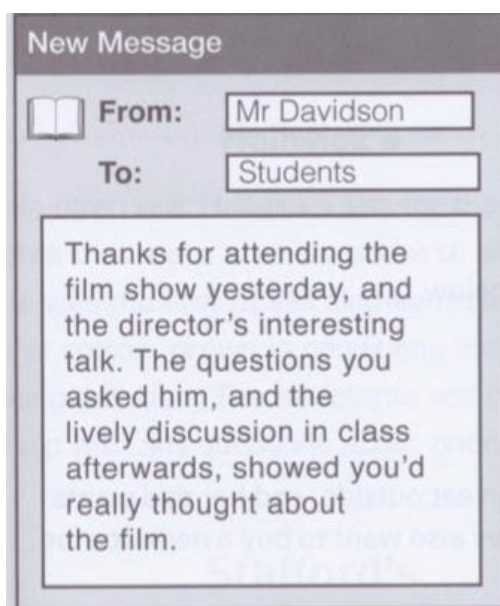 New Message
From: Mr Davidson
To: Students
Thanks for attending the
film show yesterday, and
the director's interesting
talk. The questions you
asked him, and the
lively discussion in class
afterwards, showed you'd
really thought about
the film.